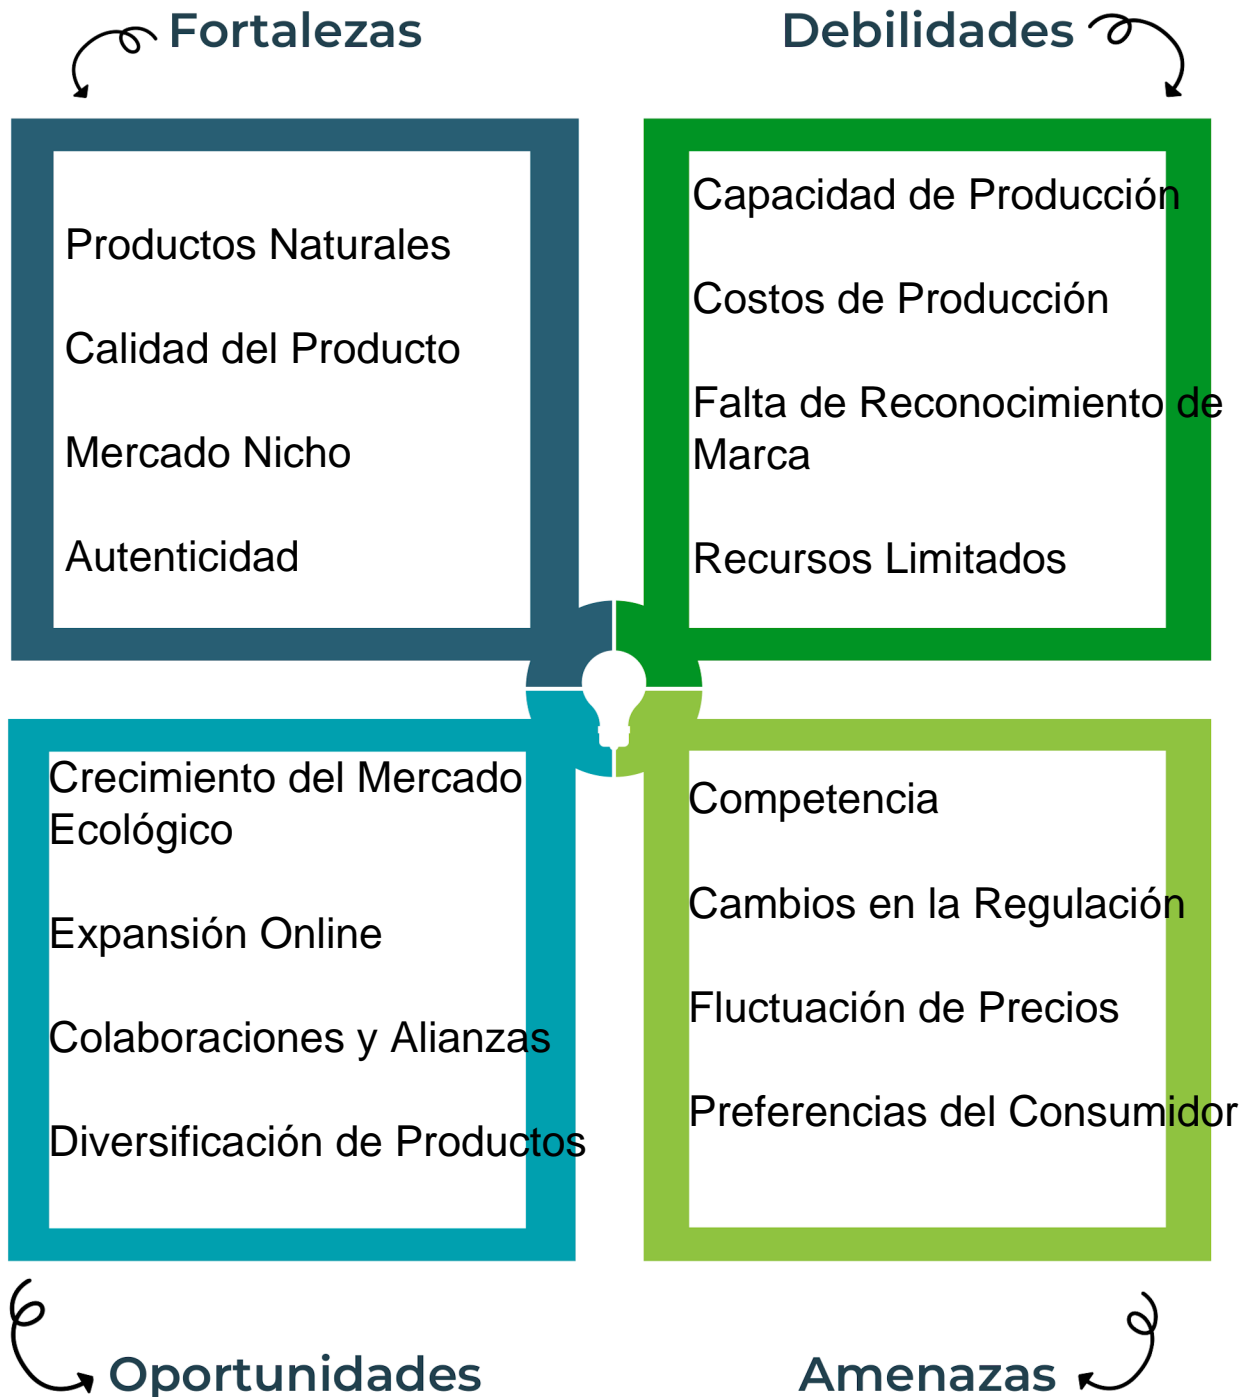 Fortalezas
Debilidades
Productos Naturales
Calidad del Producto
Mercado Nicho
Autenticidad
Capacidad de Producción
Costos de Producción
Falta de Reconocimiento de
Marca
Recursos Limitados
Crecimiento del Mercado
Ecológico
Expansión Online
Colaboraciones y Alianzas
Diversificación de Productos
Competencia
Cambios en la Regulación
Fluctuación de Precios
Preferencias del Consumidor
Oportunidades
Amenazas